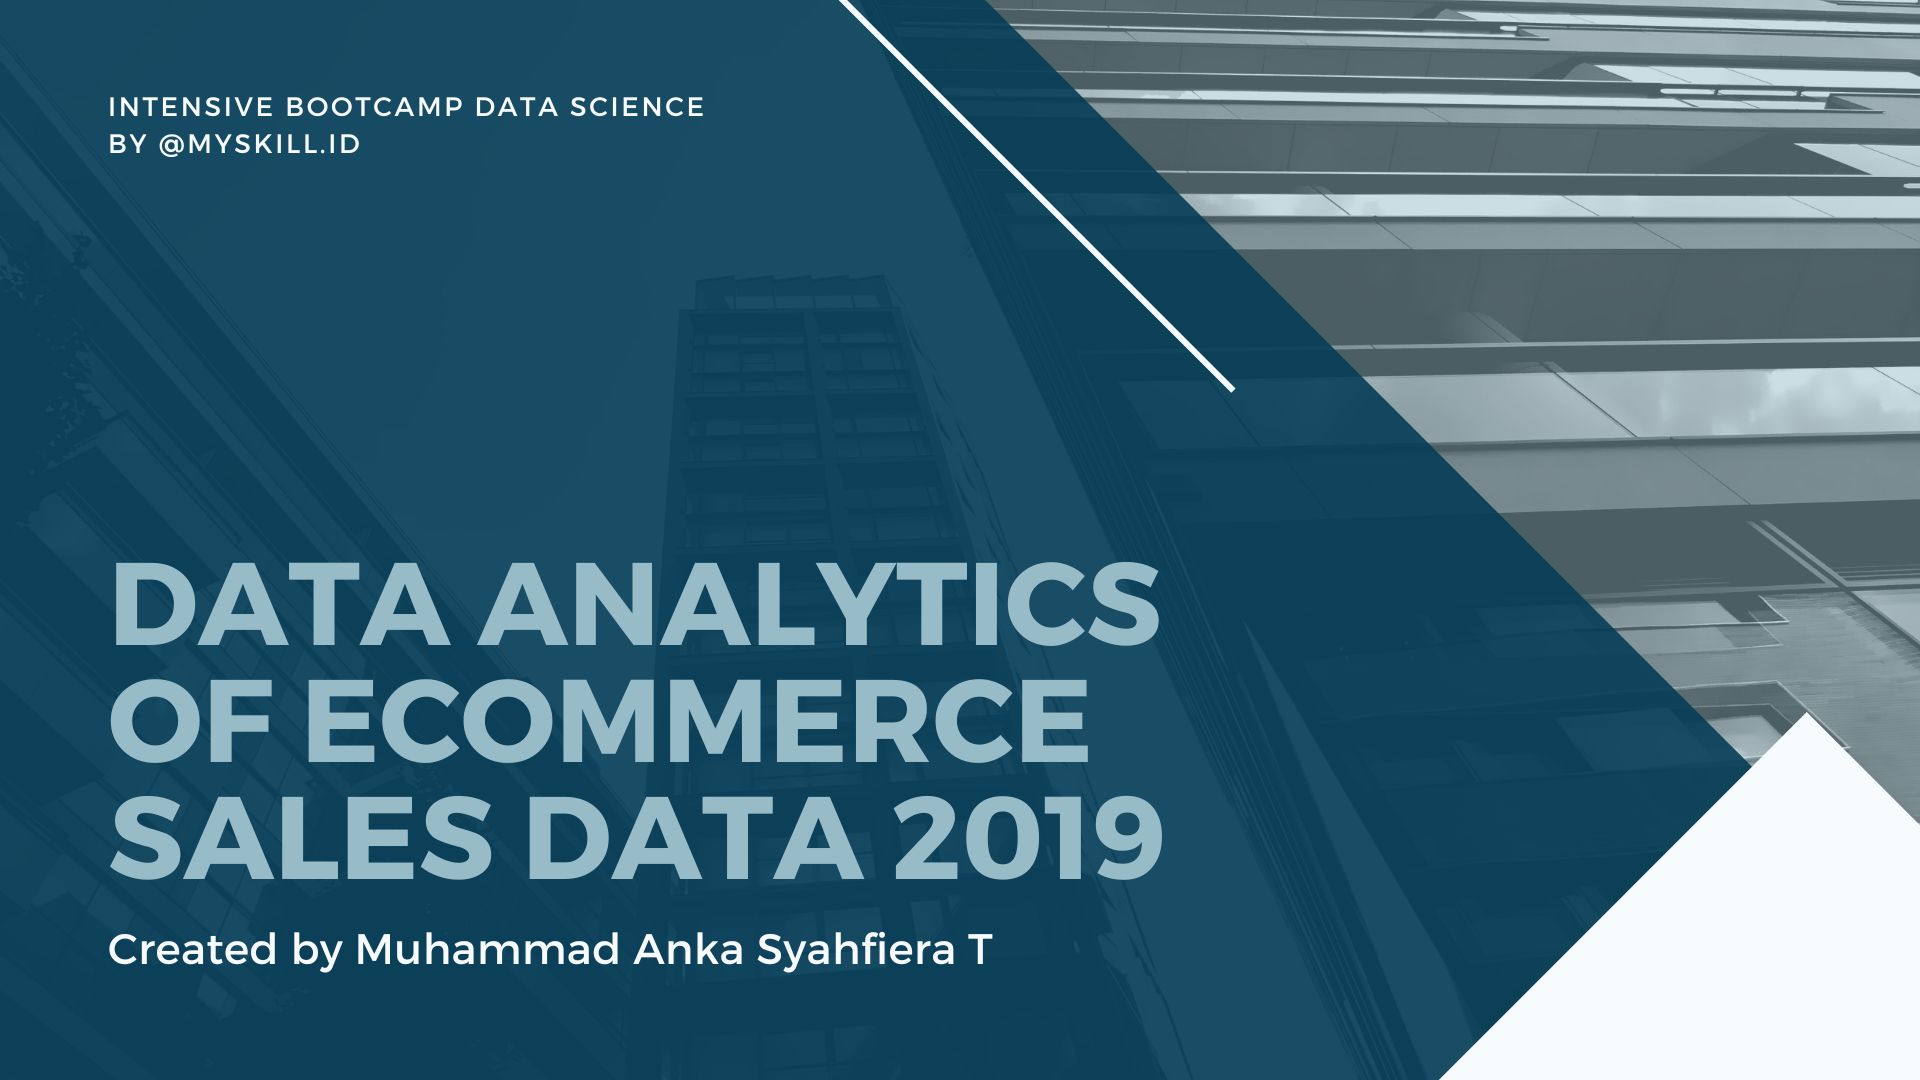 INTENSIVE BOOTCAMP DATA SCIENCE
BY @MYSKILL.ID
DATA ANALYTICS
OF ECOMMERCE
SALES DATA 2019
Created by Muhammad Anka Syahfiera T